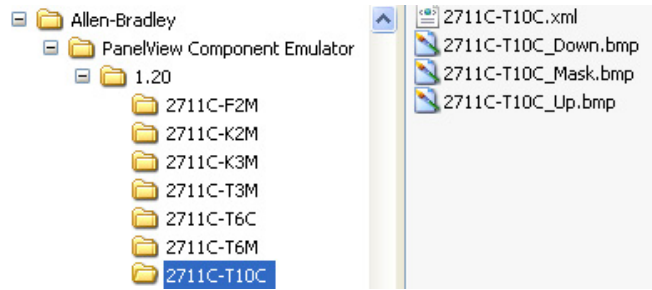 Allen-Bradley
PanelView Component Emulator
1.20
2711C-F2M
2711C-K2M
2711C-K3M
2711C-T3M
2711C-T6C
2711C-T6M
2711C-T10C
2711C-T10C.xml
2711C-T10C_Down.bmp
2711C-T10C_Mask.bmp
2711C-T10C_Up.bmp